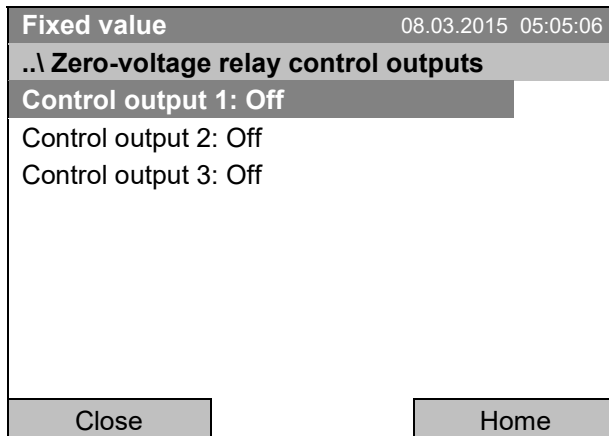 Fixed value 08.03.2015 05:05:06
..\ Zero-voltage relay control outputs
Control output 1: Off
Control output 2: Off
Control output 3: Off
Close Home